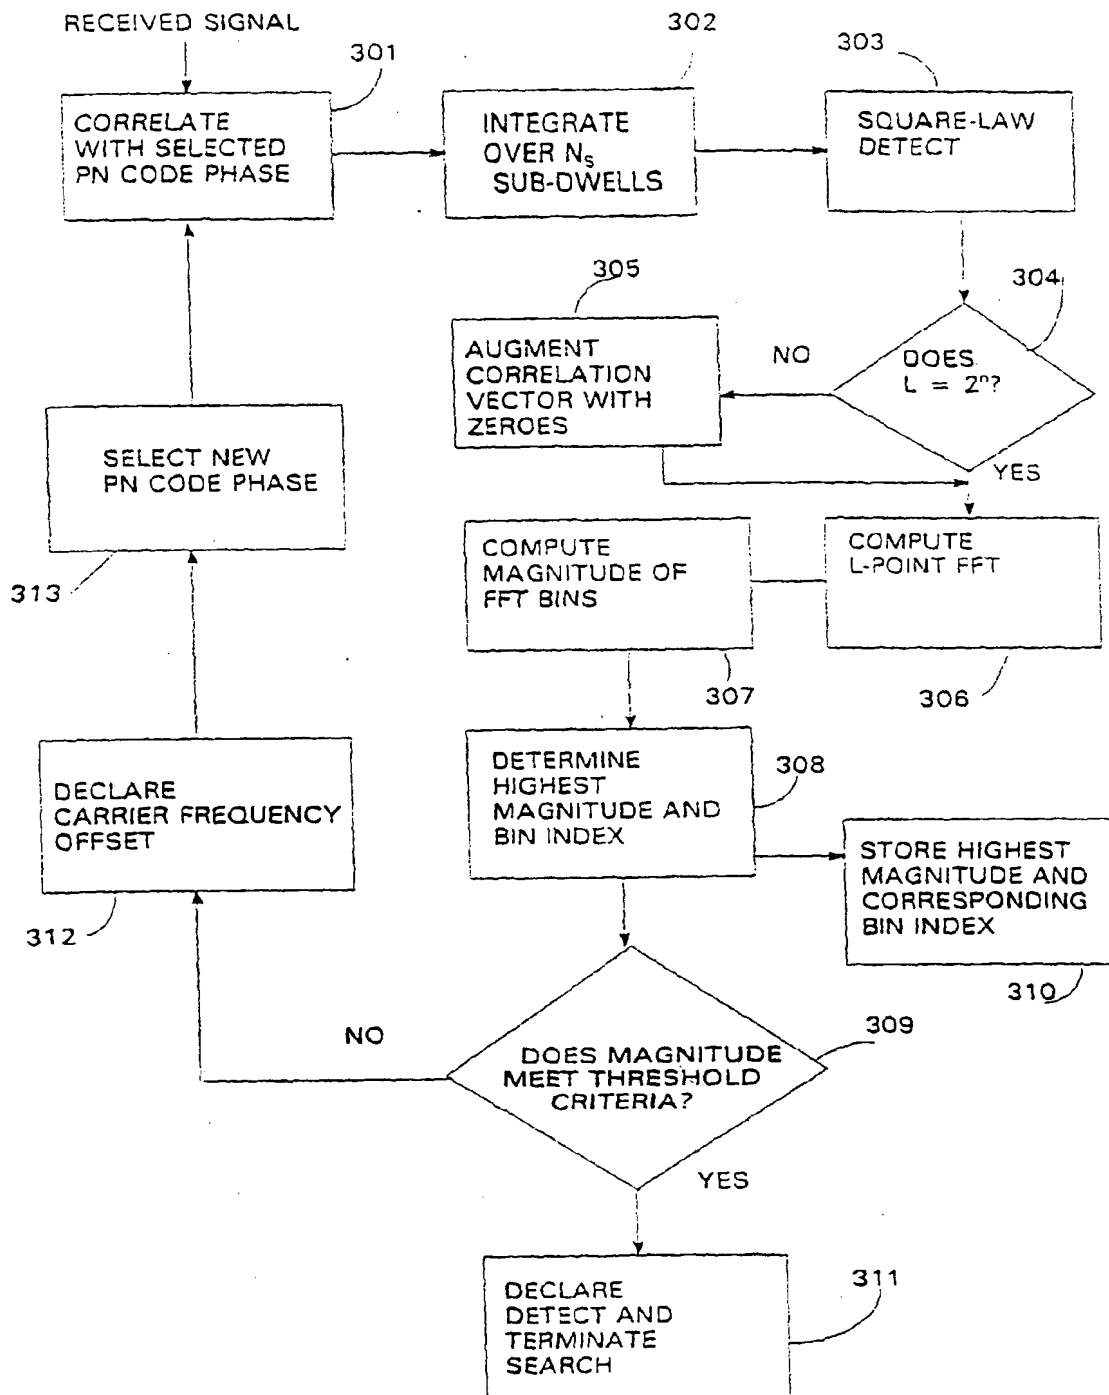 RECEIVED SIGNAL
301
302
303
CORRELATE
WITH SELECTED
PN CODE PHASE
INTEGRATE
OVER Nₛ
SUB-DWELLS
SQUARE-LAW
DETECT
305
304
AUGMENT
CORRELATION
VECTOR WITH
ZEROES
NO
DOES
L = 2ⁿ?
YES
SELECT NEW
PN CODE PHASE
313
COMPUTE
MAGNITUDE OF
FFT BINS
COMPUTE
L-POINT FFT
307
306
DECLARE
CARRIER FREQUENCY
OFFSET
312
DETERMINE
HIGHEST
MAGNITUDE AND
BIN INDEX
308
STORE HIGHEST
MAGNITUDE AND
CORRESPONDING
BIN INDEX
310
NO
309
DOES MAGNITUDE
MEET THRESHOLD
CRITERIA?
YES
DECLARE
DETECT AND
TERMINATE
SEARCH
311